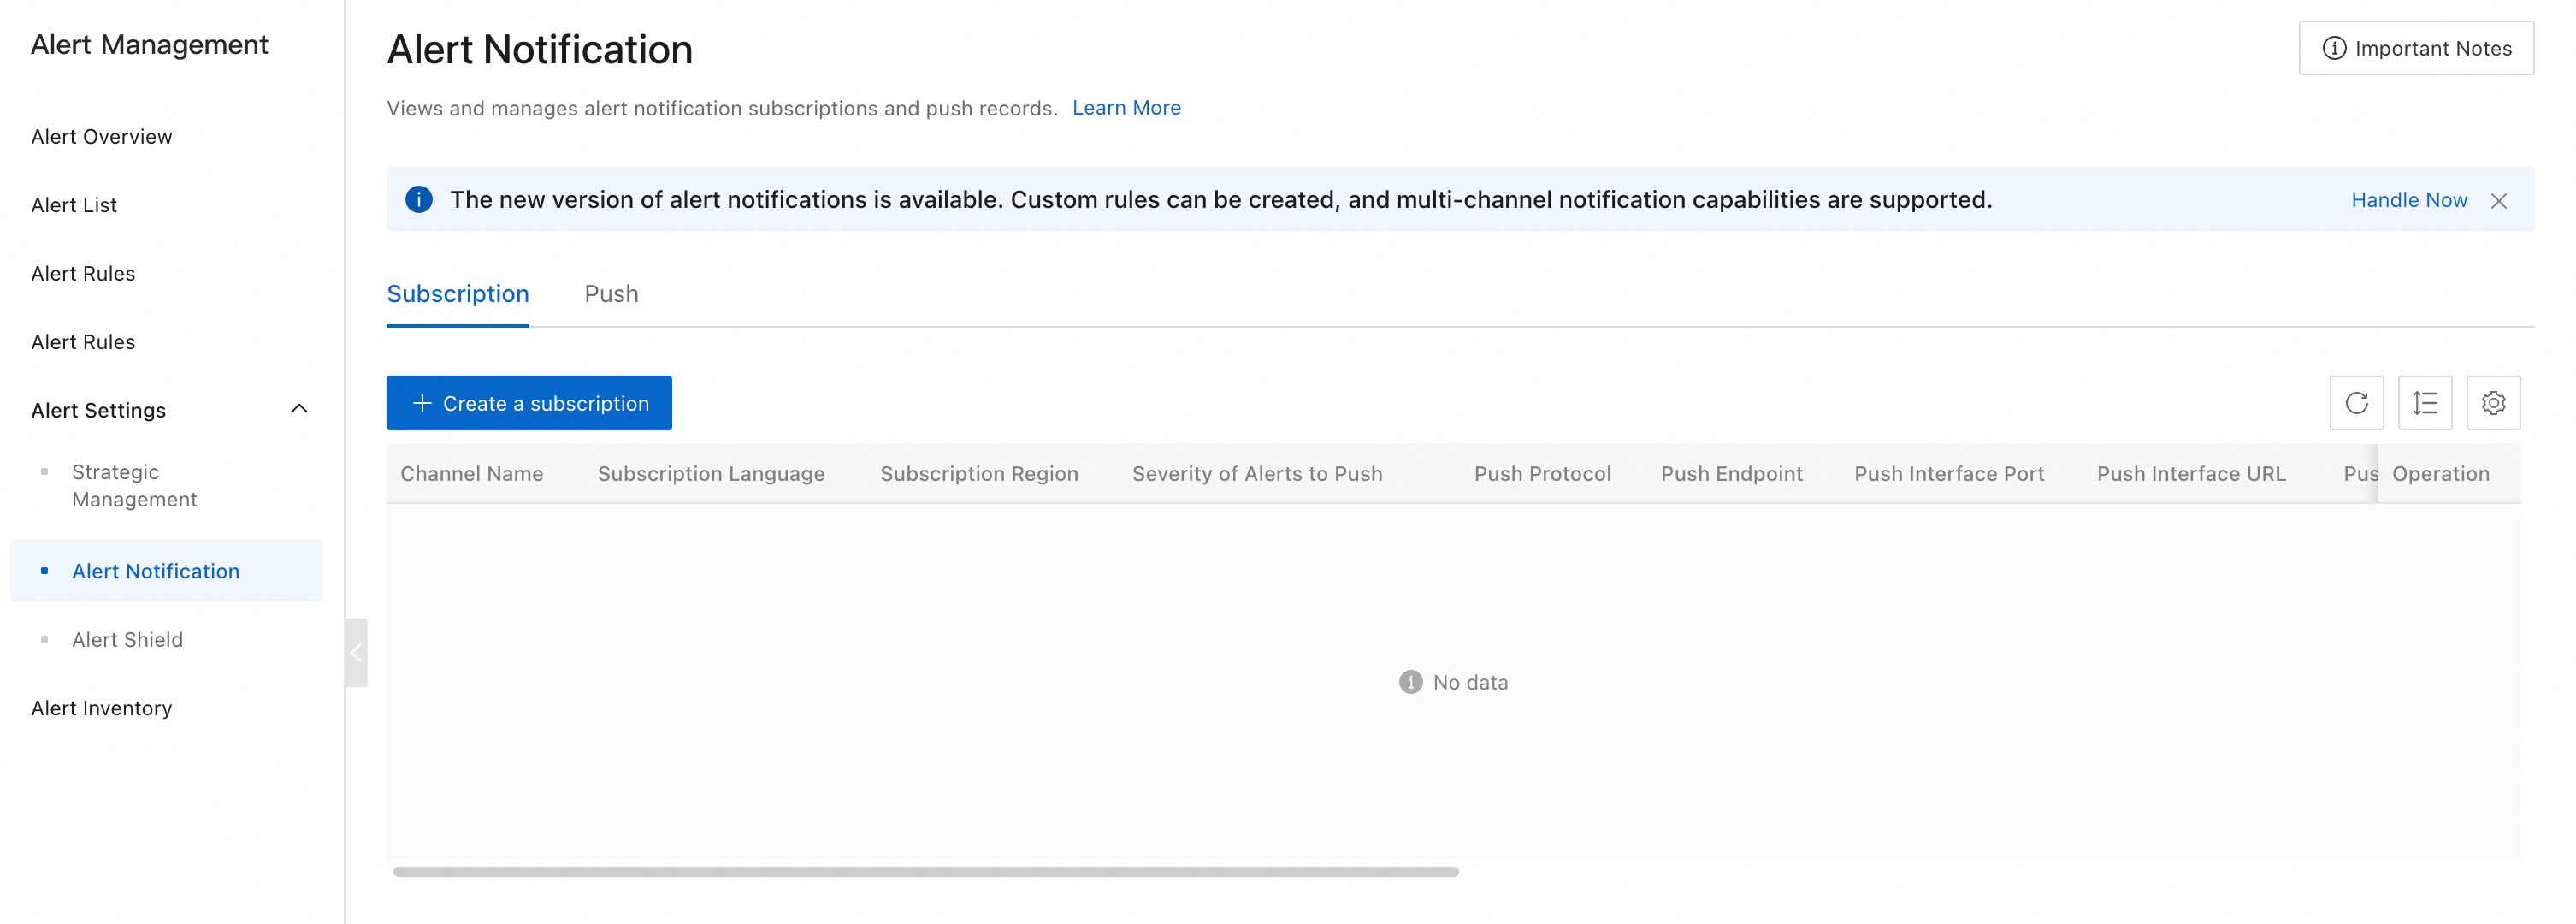 Alert Management
Alert Overview
Alert List
Alert Rules
Alert Rules
Alert Settings
Strategic
Management
Alert Notification
Alert Shield
Alert Inventory
Alert Notification
Important Notes
Views and manages alert notification subscriptions and push records. Learn More
The new version of alert notifications is available. Custom rules can be created, and multi-channel notification capabilities are supported. Handle Now
Subscription Push
Create a subscription
Channel Name Subscription Language Subscription Region Severity of Alerts to Push Push Protocol Push Endpoint Push Interface Port Push Interface URL Pus Operation
No data